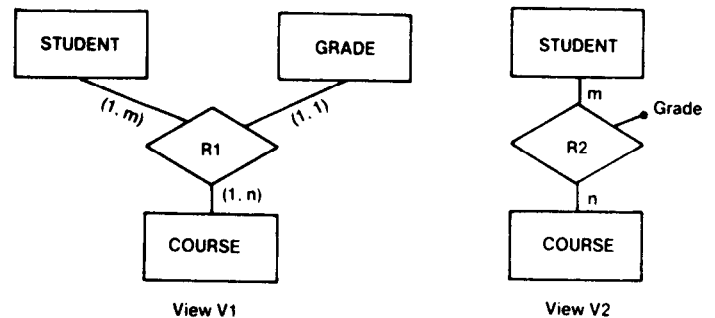 STUDENT
GRADE
(1, m)
(1, 1)
R1
(1, n)
COURSE
View V1
STUDENT
m
Grade
R2
n
COURSE
View V2